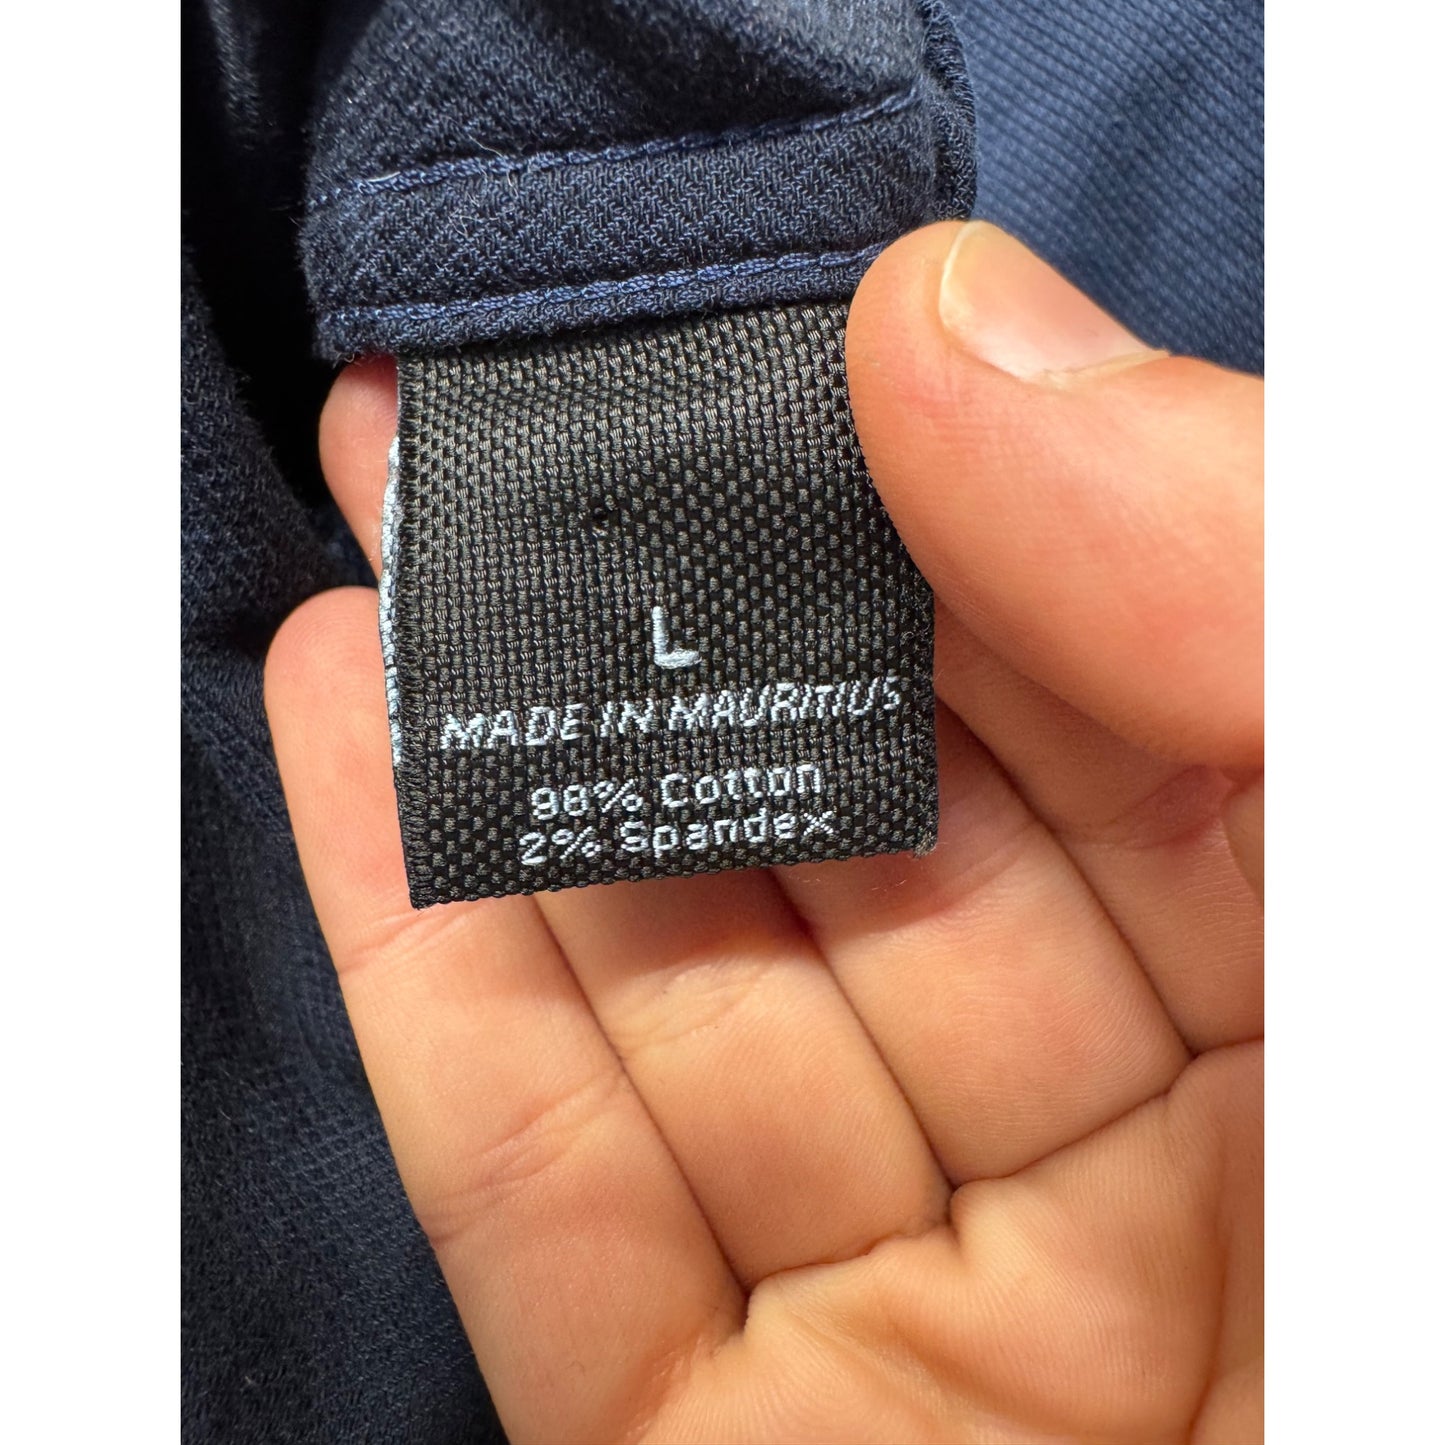 L
MADE IN MAURITIUS
98% Cotton
2% Spandex